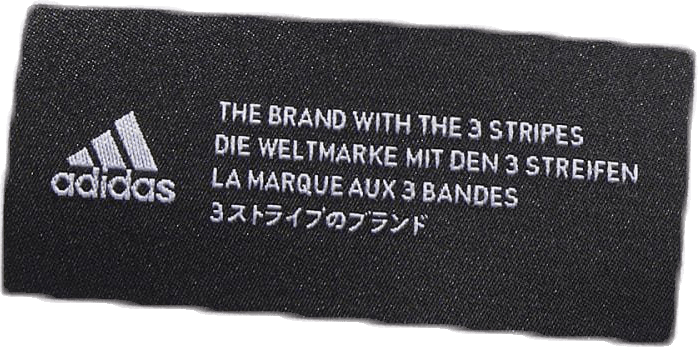 adidas
THE BRAND WITH THE 3 STRIPES
DIE WELTMARKE MIT DEN 3 STREIFEN
LA MARQUE AUX 3 BANDES
3ストライプのブランド